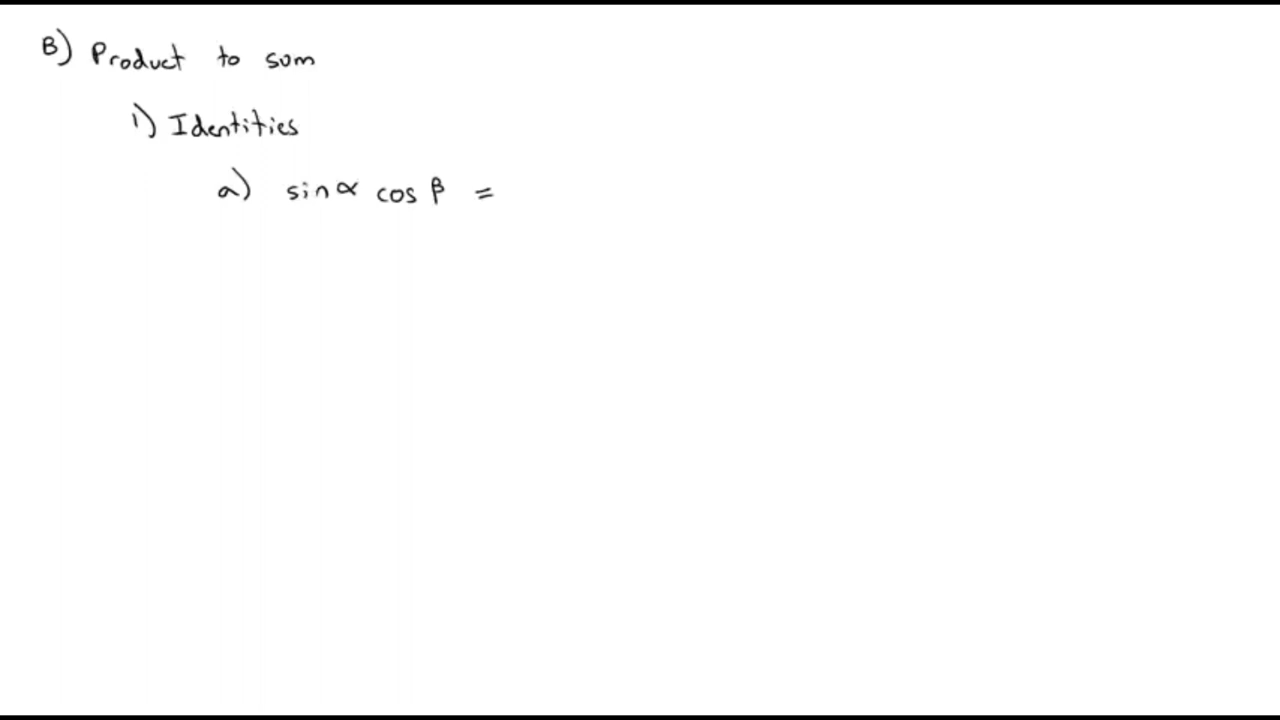 B) Product to sum
1) Identities
a) sin α cos β =